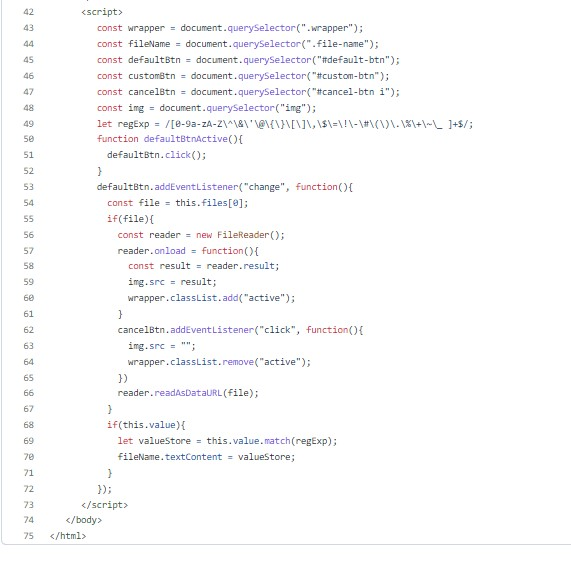 42 <script>
43 const wrapper = document.querySelector(".wrapper");
44 const fileName = document.querySelector(".file-name");
45 const defaultBtn = document.querySelector("#default-btn");
46 const customBtn = document.querySelector("#custom-btn");
47 const cancelBtn = document.querySelector("#cancel-btn i");
48 const img = document.querySelector("img");
49 let regExp = /[0-9a-zA-Z\^\&\'\@\{\}\[\]\,\$\=\!\-\#\(\)\.\%\+\~\_ ]+$/;
50 function defaultBtnActive(){
51 defaultBtn.click();
52 }
53 defaultBtn.addEventListener("change", function(){
54 const file = this.files[0];
55 if(file){
56 const reader = new FileReader();
57 reader.onload = function(){
58 const result = reader.result;
59 img.src = result;
60 wrapper.classList.add("active");
61 }
62 cancelBtn.addEventListener("click", function(){
63 img.src = "";
64 wrapper.classList.remove("active");
65 })
66 reader.readAsDataURL(file);
67 }
68 if(this.value){
69 let valueStore = this.value.match(regExp);
70 fileName.textContent = valueStore;
71 }
72 });
73 </script>
74 </body>
75 </html>